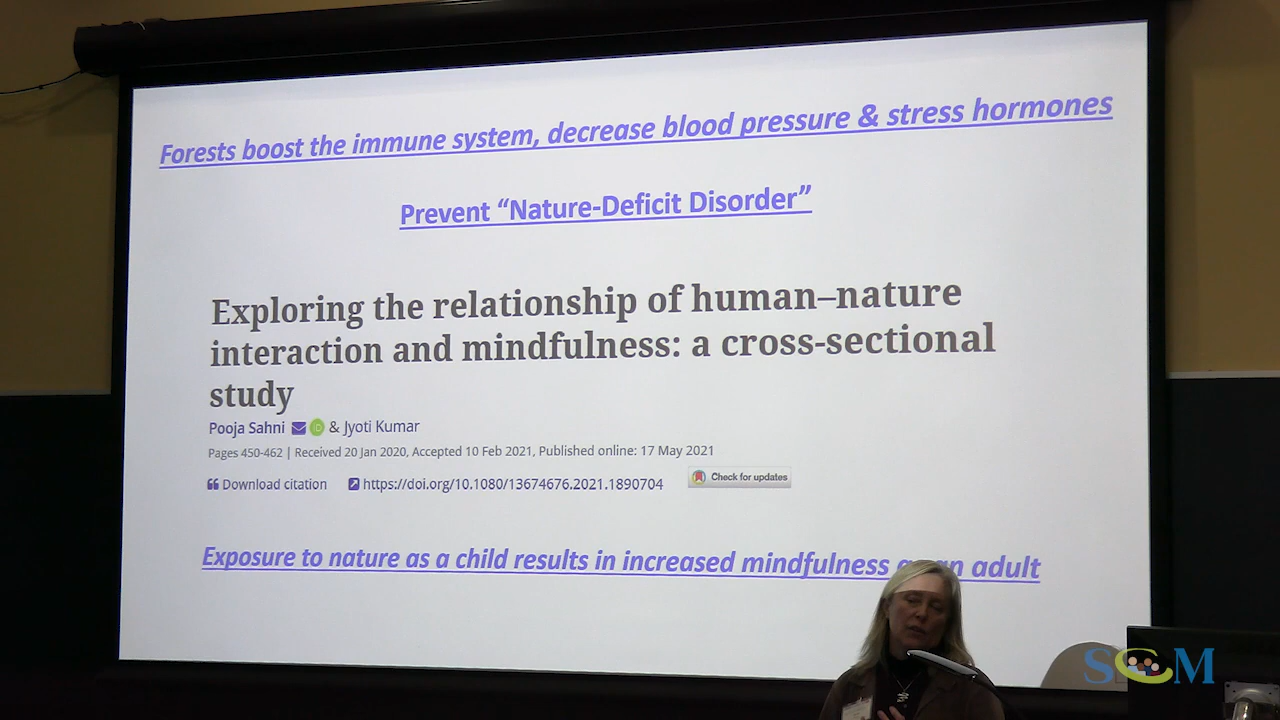 Forests boost the immune system, decrease blood pressure & stress hormones
Prevent “Nature-Deficit Disorder”
Exploring the relationship of human–nature
interaction and mindfulness: a cross-sectional
study
Pooja Sahni & Jyoti Kumar
Pages 450-462 | Received 20 Jan 2020, Accepted 10 Feb 2021, Published online: 17 May 2021
Download citation https://doi.org/10.1080/13674676.2021.1890704 Check for updates
Exposure to nature as a child results in increased mindfulness adult
SCM